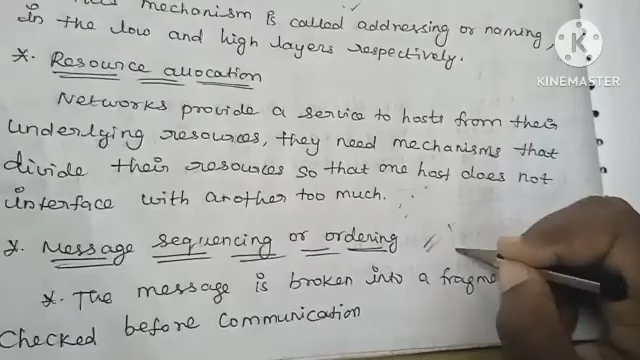 mechanism is called addressing or naming,
in the low and high layers respectively.
* Resource allocation
Networks provide a service to hosts from their
underlying resources, they need mechanisms that
divide their resources so that one host does not
interface with another too much.
* Message sequencing or ordering
* The message is broken into a fragme
checked before communication
KINEMASTER